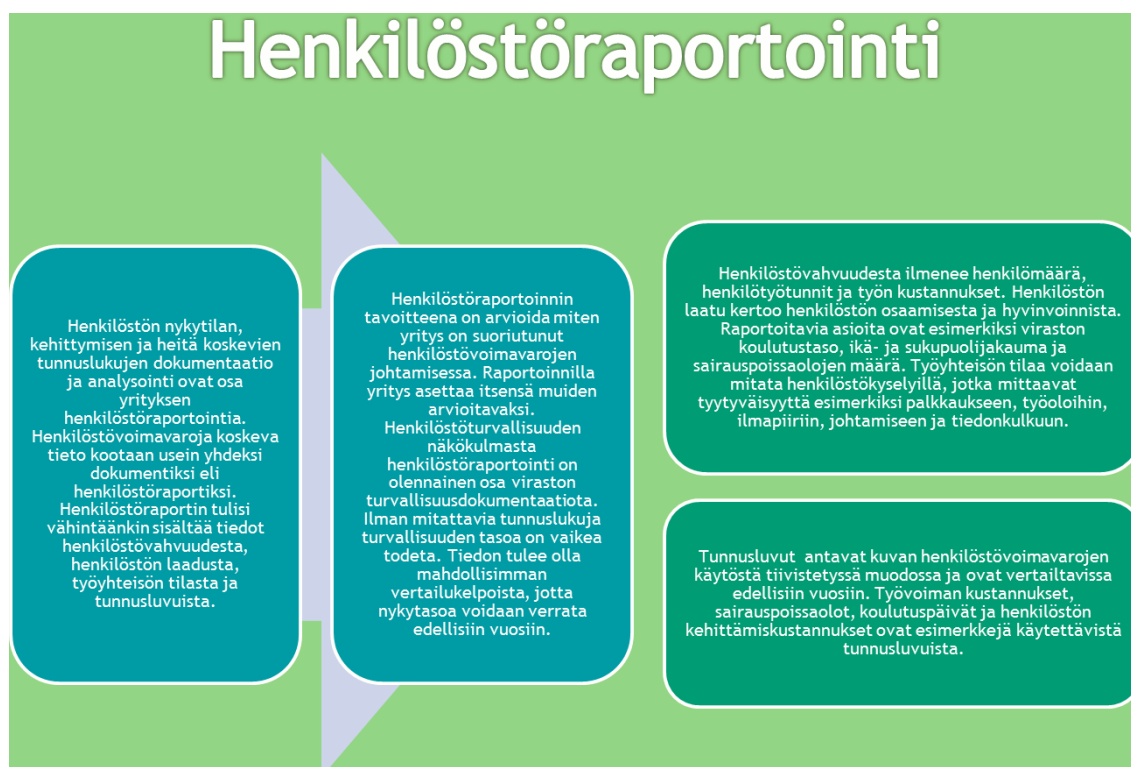 Henkilöstöraportointi
Henkilöstön nykytilan,
kehittymisen ja heitä koskevien
tunnuslukujen dokumentaatio
ja analysointi ovat osa
yrityksen
henkilöstöraportointia.
Henkilöstövoimavaroja koskeva
tieto kootaan usein yhdeksi
dokumentiksi eli
henkilöstöraportiksi.
Henkilöstöraportin tulisi
vähintäänkin sisältää tiedot
henkilöstövahvuudesta,
henkilöstön laadusta,
työyhteisön tilasta ja
tunnusluvuista.
Henkilöstöraportoinnin
tavoitteena on arvioida miten
yritys on suoriutunut
henkilöstövoimavarojen
johtamisessa. Raportoinnilla
yritys asettaa itsensä muiden
arvioitavaksi.
Henkilöstöturvallisuuden
näkökulmasta
henkilöstöraportointi on
olennainen osa viraston
turvallisuusdokumentaatiota.
Ilman mitattavia tunnuslukuja
turvallisuuden tasoa on vaikea
todeta. Tiedon tulee olla
mahdollisimman
vertailukelpoista, jotta
nykytasoa voidaan verrata
edellisiin vuosiin.
Henkilöstövahvuudesta ilmenee henkilömäärä,
henkilötyötunnit ja työn kustannukset. Henkilöstön
laatu kertoo henkilöstön osaamisesta ja hyvinvoinnista.
Raportoitavia asioita ovat esimerkiksi viraston
koulutustaso, ikä- ja sukupuolijakauma ja
sairauspoissaolojen määrä. Työyhteisön tilaa voidaan
mitata henkilöstökyselyillä, jotka mittaavat
tyytyväisyyttä esimerkiksi palkkaukseen, työoloihin,
ilmapiiriin, johtamiseen ja tiedonkulkuun.
Tunnusluvut antavat kuvan henkilöstövoimavarojen
käytöstä tiivistetyssä muodossa ja ovat vertailtavissa
edellisiin vuosiin. Työvoiman kustannukset,
sairauspoissaolot, koulutuspäivät ja henkilöstön
kehittämiskustannukset ovat esimerkkejä käytettävistä
tunnusluvuista.